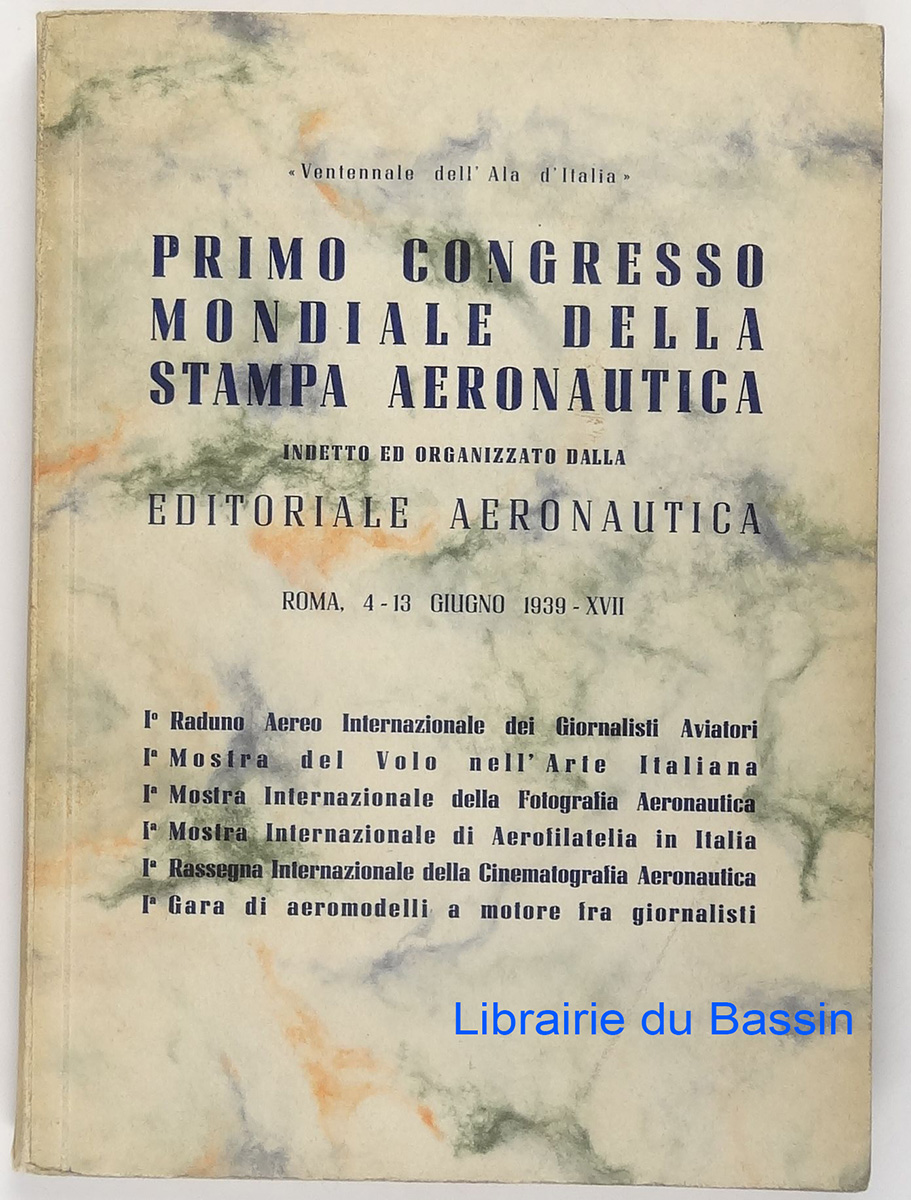 « Ventennale dell' Ala d'Italia »
PRIMO CONGRESSO
MONDIALE DELLA
STAMPA AERONAUTICA
INDETTO ED ORGANIZZATO DALLA
EDITORIALE AERONAUTICA
ROMA, 4 - 13 GIUGNO 1939 - XVII
Iº Raduno Aereo Internazionale dei Giornalisti Aviatori
Iª Mostra del Volo nell' Arte Italiana
Iª Mostra Internazionale della Fotografia Aeronautica
Iª Mostra Internazionale di Aerofilatelia in Italia
Iª Rassegna Internazionale della Cinematografia Aeronautica
Iª Gara di aeromodelli a motore fra giornalisti
Librairie du Bassin